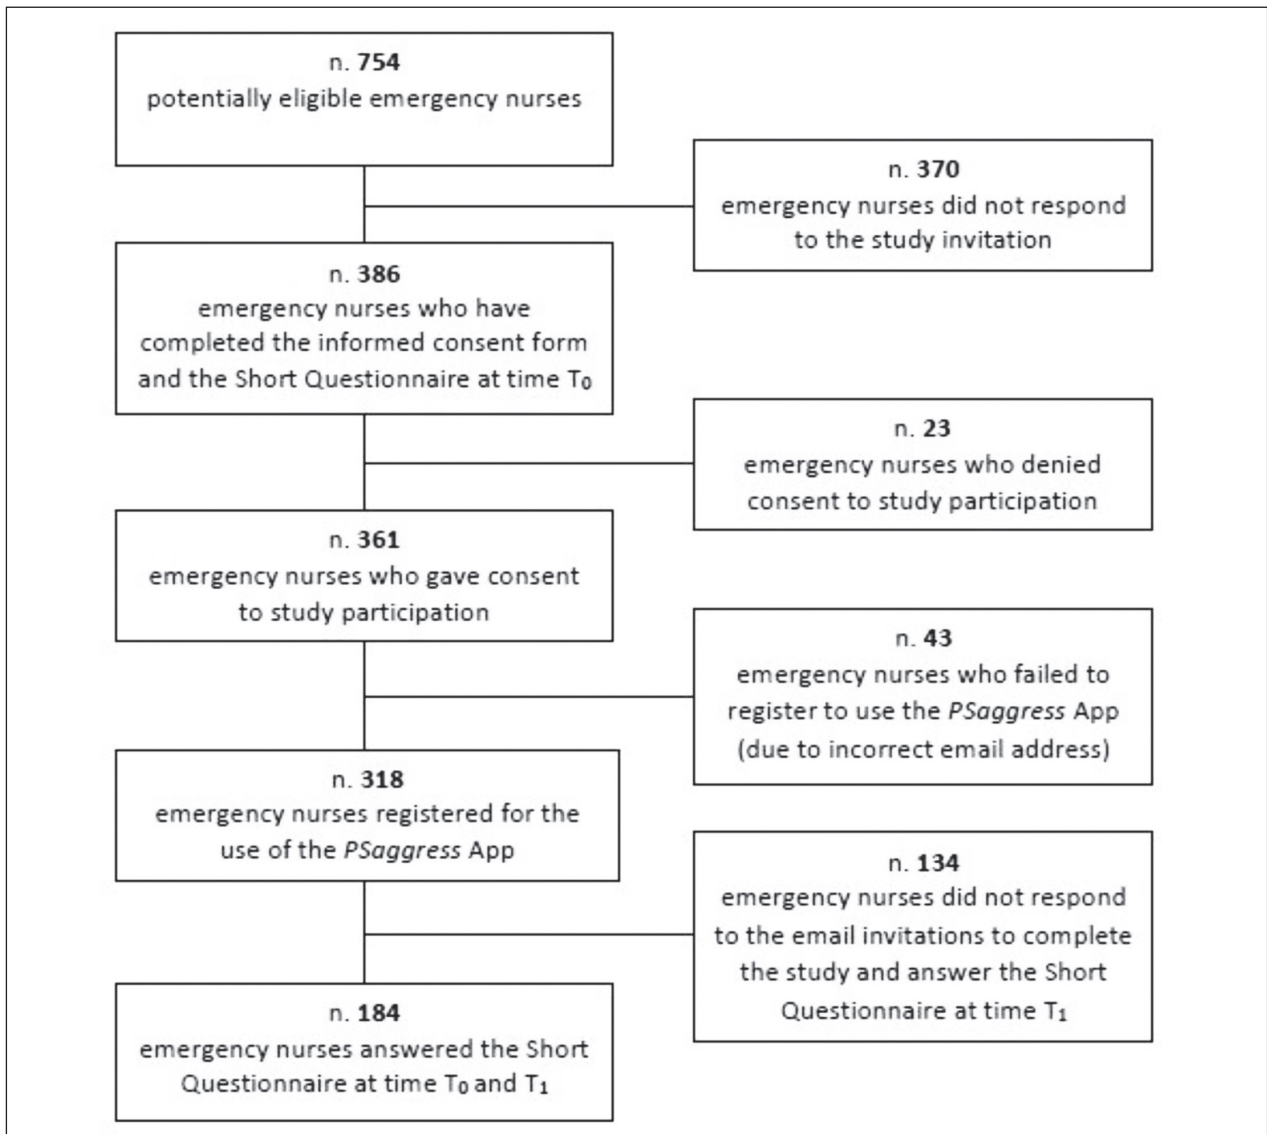 n. 754
potentially eligible emergency nurses
n. 370
emergency nurses did not respond
to the study invitation
n. 386
emergency nurses who have
completed the informed consent form
and the Short Questionnaire at time T₀
n. 23
emergency nurses who denied
consent to study participation
n. 361
emergency nurses who gave consent
to study participation
n. 43
emergency nurses who failed to
register to use the PSaggress App
(due to incorrect email address)
n. 318
emergency nurses registered for the
use of the PSaggress App
n. 134
emergency nurses did not respond
to the email invitations to complete
the study and answer the Short
Questionnaire at time T₁
n. 184
emergency nurses answered the Short
Questionnaire at time T₀ and T₁